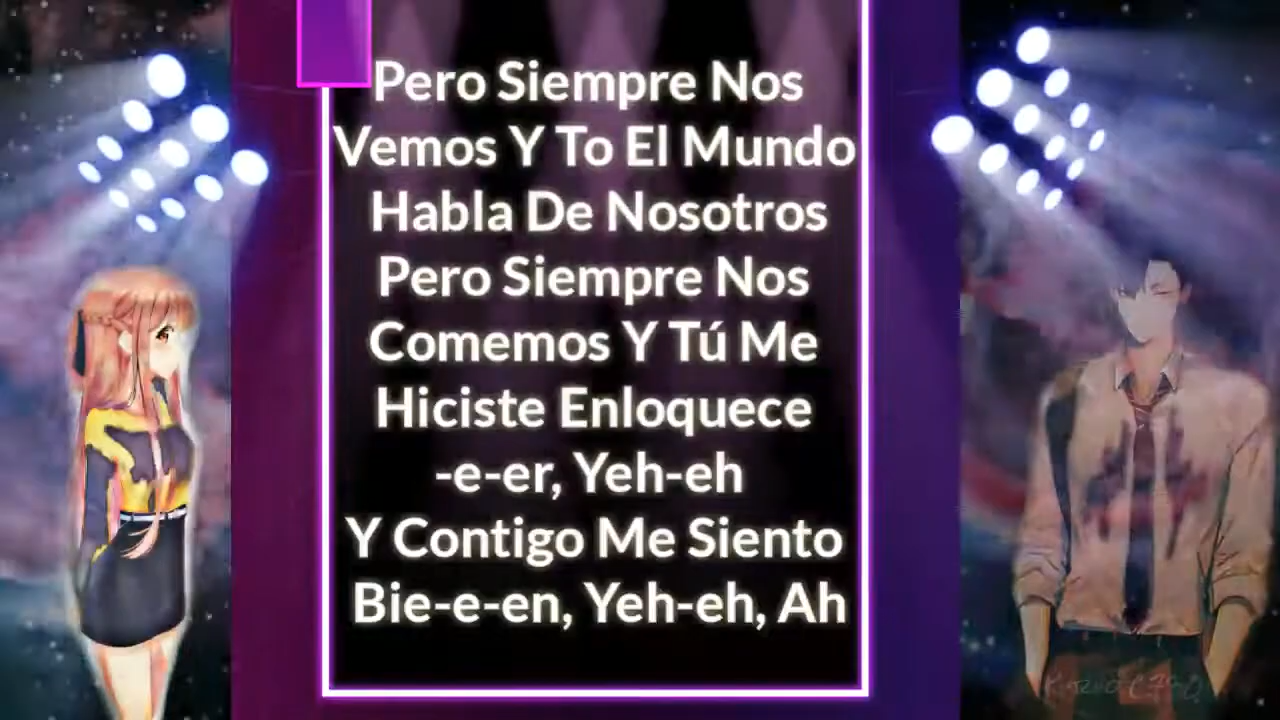 Pero Siempre Nos
Vemos Y To El Mundo
Habla De Nosotros
Pero Siempre Nos
Comemos Y Tú Me
Hiciste Enloquece
-e-er, Yeh-eh
Y Contigo Me Siento
Bie-e-en, Yeh-eh, Ah